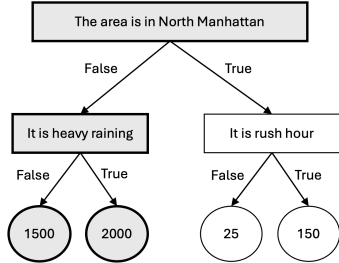 The area is in North Manhattan
False
True
It is heavy raining
It is rush hour
False
True
False
True
1500
2000
25
150